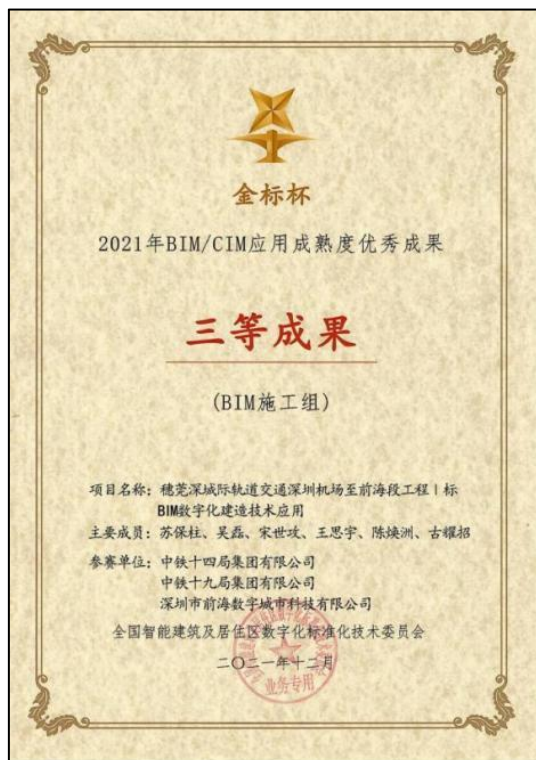 金标杯
2021年BIM/CIM应用成熟度优秀成果
三等成果
(BIM施工组)
项目名称：穗莞深城际轨道交通深圳机场至前海段工程Ⅰ标
BIM数字化建造技术应用
主要成员：苏保柱、吴磊、宋世攻、王思宇、陈焕洲、古耀招
参赛单位：中铁十四局集团有限公司
中铁十九局集团有限公司
深圳市前海数字城市科技有限公司
全国智能建筑及居住区数字化标准化技术委员会
二〇二一年十二月
业务专用